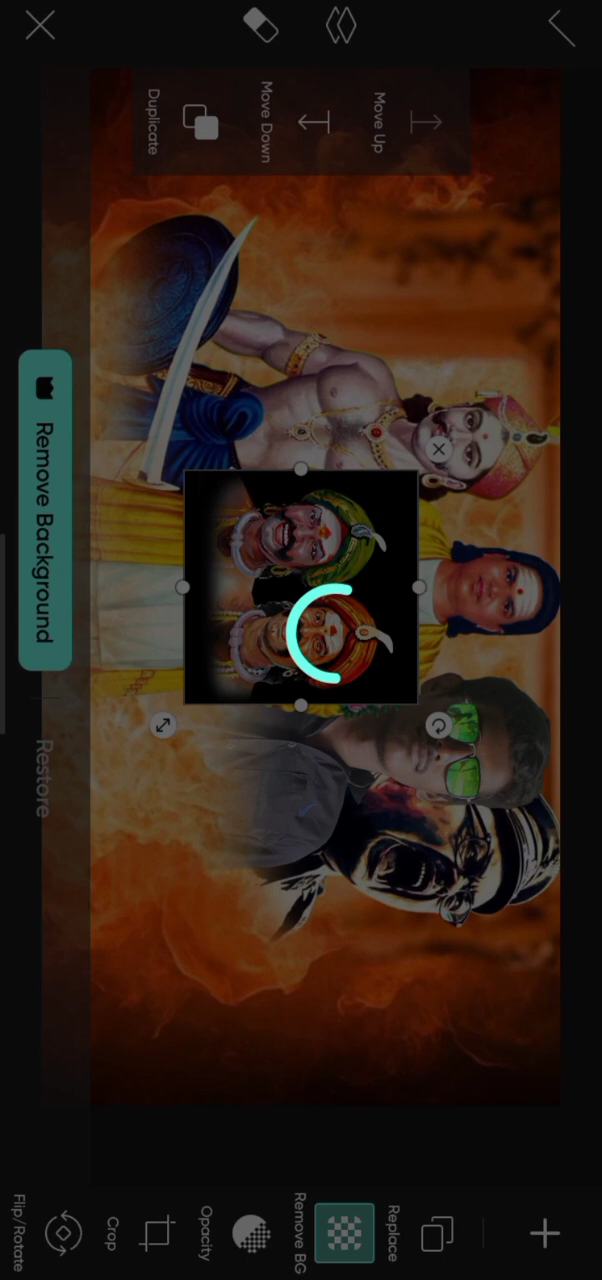 Move Up
Move Down
Duplicate
Remove Background
Restore
Replace
Remove BG
Opacity
Crop
Flip/Rotate